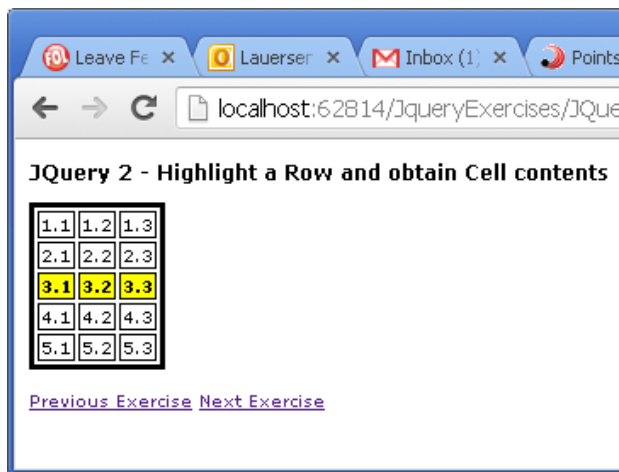 Leave Fe Lauerser Inbox (1) Points
localhost:62814/JqueryExercises/JQue
JQuery 2 - Highlight a Row and obtain Cell contents
1.1 1.2 1.3
2.1 2.2 2.3
3.1 3.2 3.3
4.1 4.2 4.3
5.1 5.2 5.3
Previous Exercise Next Exercise